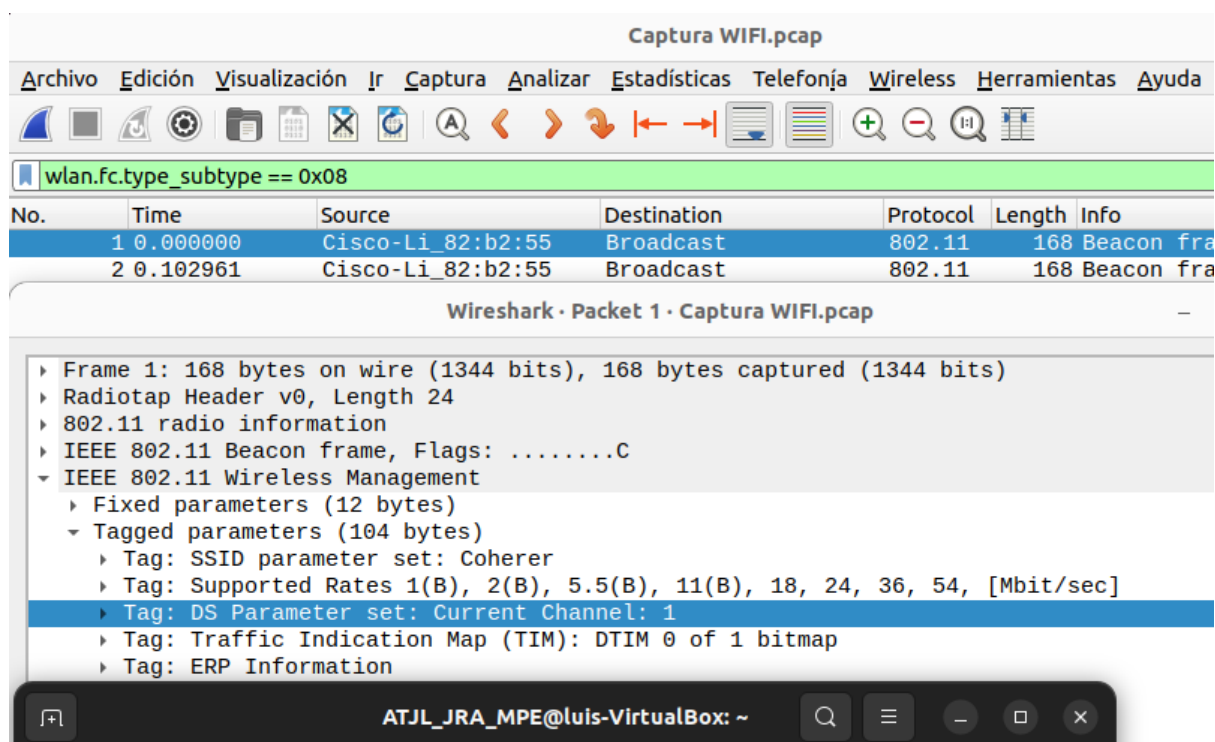 Captura WIFI.pcap
Archivo Edición Visualización Ir Captura Analizar Estadísticas Telefonía Wireless Herramientas Ayuda
wlan.fc.type_subtype == 0x08
No. Time Source Destination Protocol Length Info
1 0.000000 Cisco-Li_82:b2:55 Broadcast 802.11 168 Beacon fra
2 0.102961 Cisco-Li_82:b2:55 Broadcast 802.11 168 Beacon fra
Wireshark · Packet 1 · Captura WIFI.pcap
Frame 1: 168 bytes on wire (1344 bits), 168 bytes captured (1344 bits)
Radiotap Header v0, Length 24
802.11 radio information
IEEE 802.11 Beacon frame, Flags: ........C
IEEE 802.11 Wireless Management
Fixed parameters (12 bytes)
Tagged parameters (104 bytes)
Tag: SSID parameter set: Coherer
Tag: Supported Rates 1(B), 2(B), 5.5(B), 11(B), 18, 24, 36, 54, [Mbit/sec]
Tag: DS Parameter set: Current Channel: 1
Tag: Traffic Indication Map (TIM): DTIM 0 of 1 bitmap
Tag: ERP Information
ATJL_JRA_MPE@luis-VirtualBox: ~